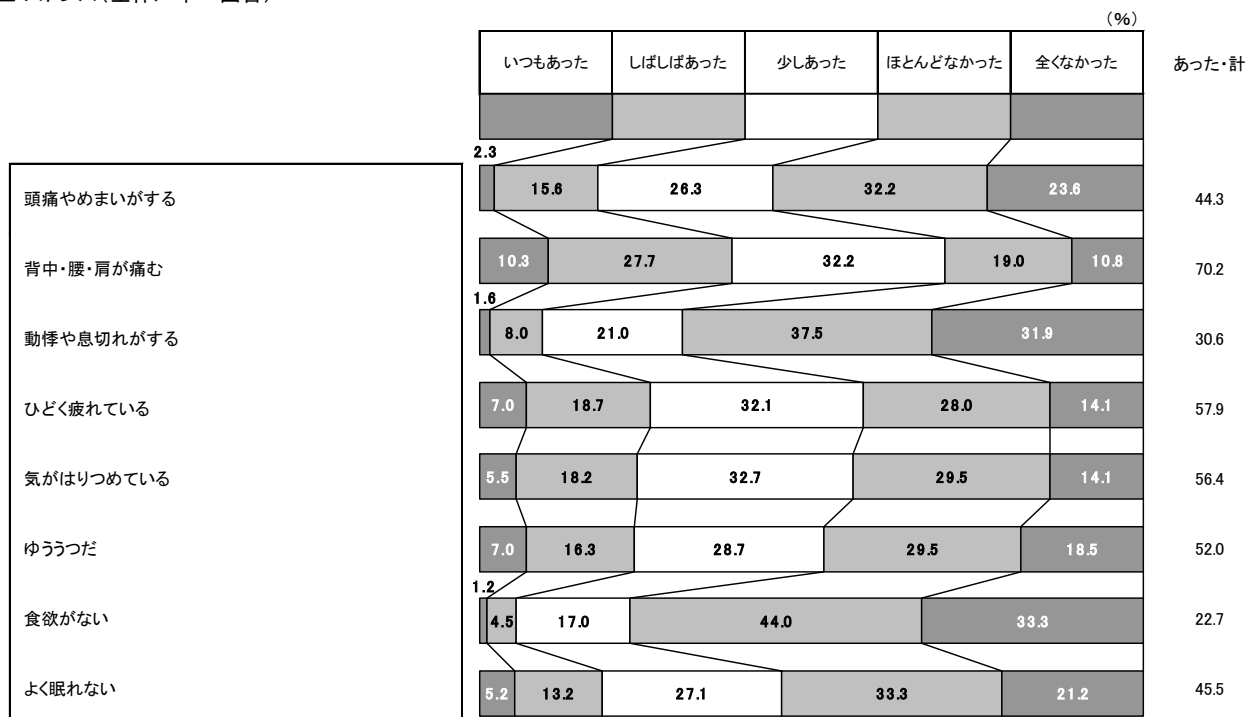 (%)
いつもあった しばしばあった 少しあった ほとんどなかった 全くなかった あった・計
2.3
頭痛やめまいがする 15.6 26.3 32.2 23.6 44.3
背中・腰・肩が痛む 10.3 27.7 32.2 19.0 10.8 70.2
1.6
動悸や息切れがする 8.0 21.0 37.5 31.9 30.6
ひどく疲れている 7.0 18.7 32.1 28.0 14.1 57.9
気がはりつめている 5.5 18.2 32.7 29.5 14.1 56.4
ゆううつだ 7.0 16.3 28.7 29.5 18.5 52.0
1.2
食欲がない 4.5 17.0 44.0 33.3 22.7
よく眠れない 5.2 13.2 27.1 33.3 21.2 45.5